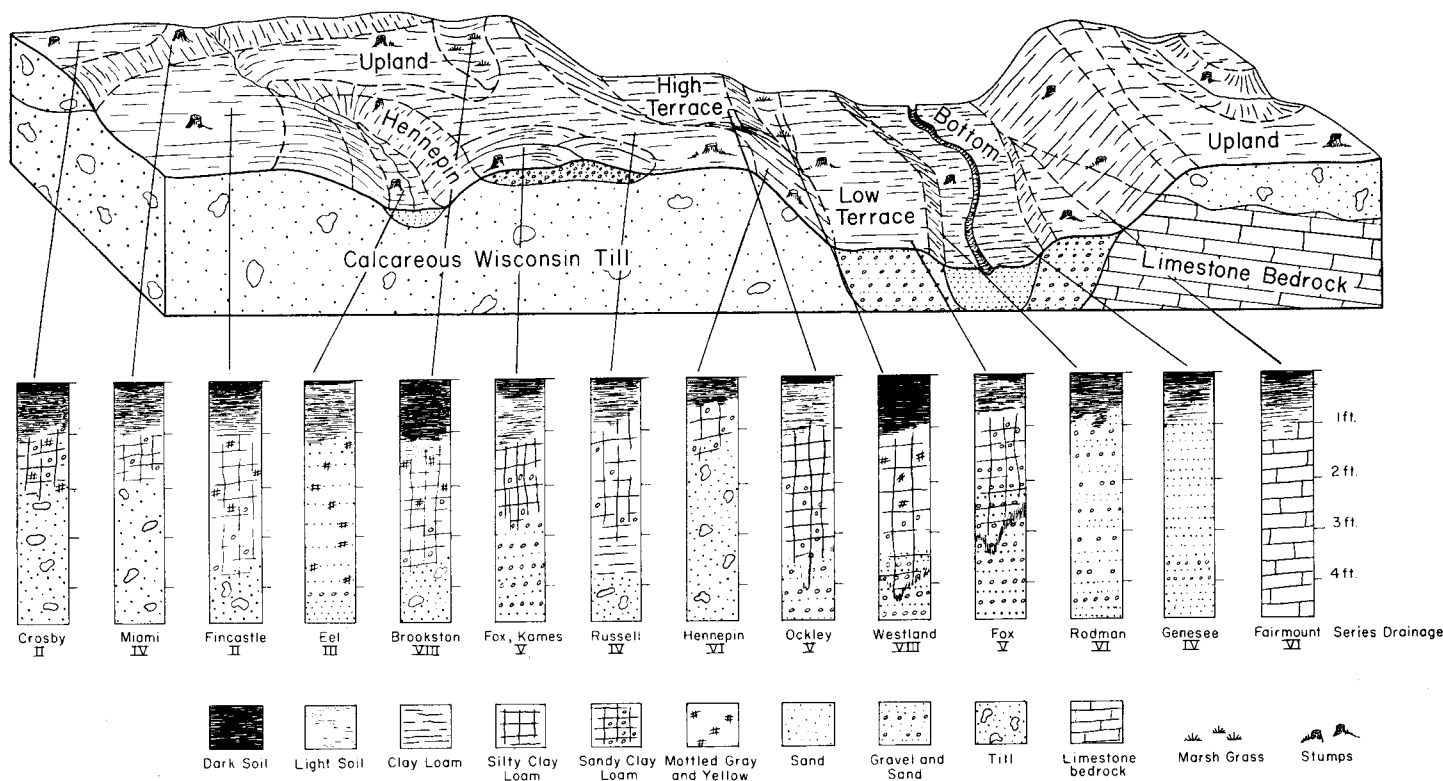 Upland
Hennepin
High
Terrace
Low
Terrace
Bottom
Upland
Calcareous Wisconsin Till
Limestone Bedrock
1 ft.
2 ft.
3 ft.
4 ft.
Crosby Miami Fincastle Eel Brookston Fox, Kames Russell Hennepin Ockley Westland Fox Rodman Genesee Fairmount Series Drainage
II IV II III VIII V IV VI V VIII V VI IV VI
Dark Soil Light Soil Clay Loam Silty Clay Loam Sandy Clay Loam Mottled Gray and Yellow Sand Gravel and Sand Till Limestone bedrock Marsh Grass Stumps